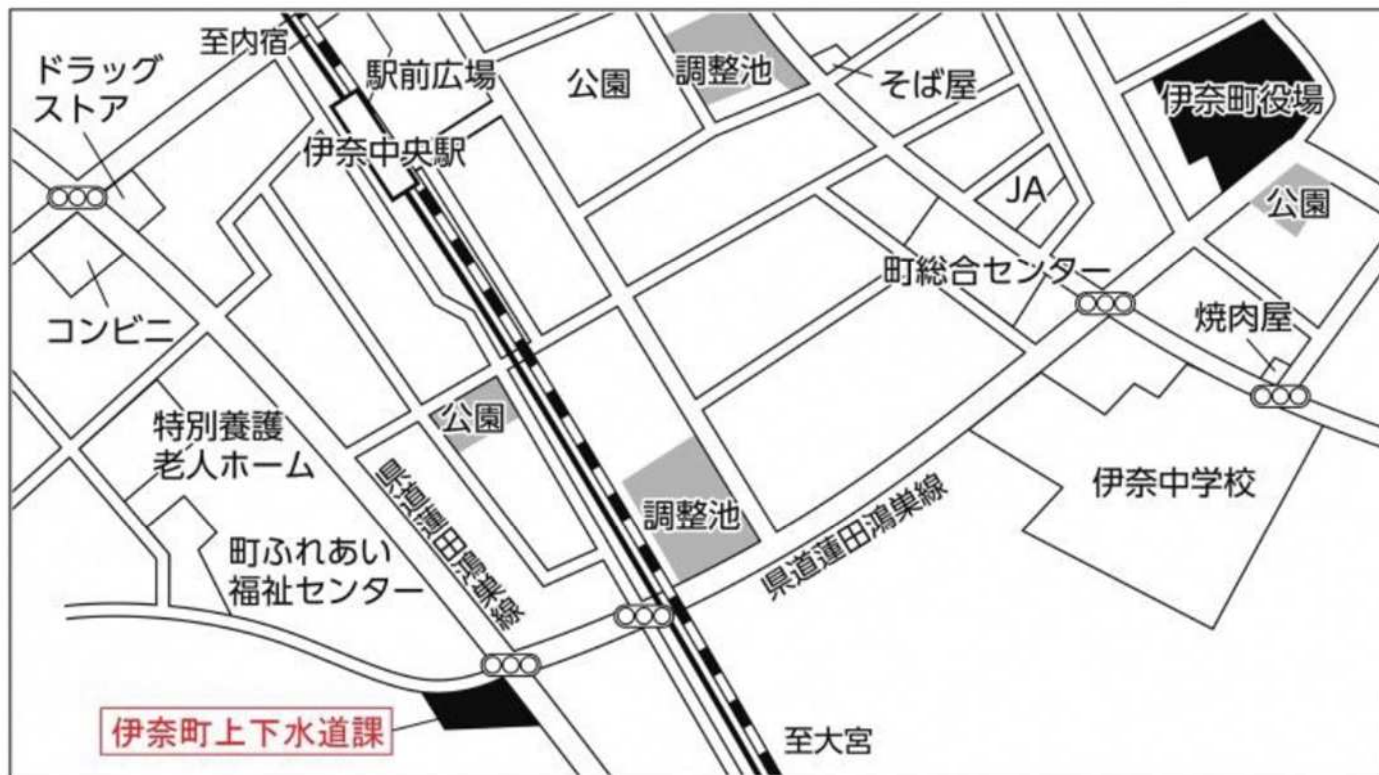 至内宿
ドラッグ
ストア
駅前広場
公園
調整池
そば屋
伊奈町役場
伊奈中央駅
JA
公園
町総合センター
コンビニ
焼肉屋
公園
特別養護
老人ホーム
県道蓮田鴻巣線
調整池
伊奈中学校
県道蓮田鴻巣線
町ふれあい
福祉センター
伊奈町上下水道課
至大宮